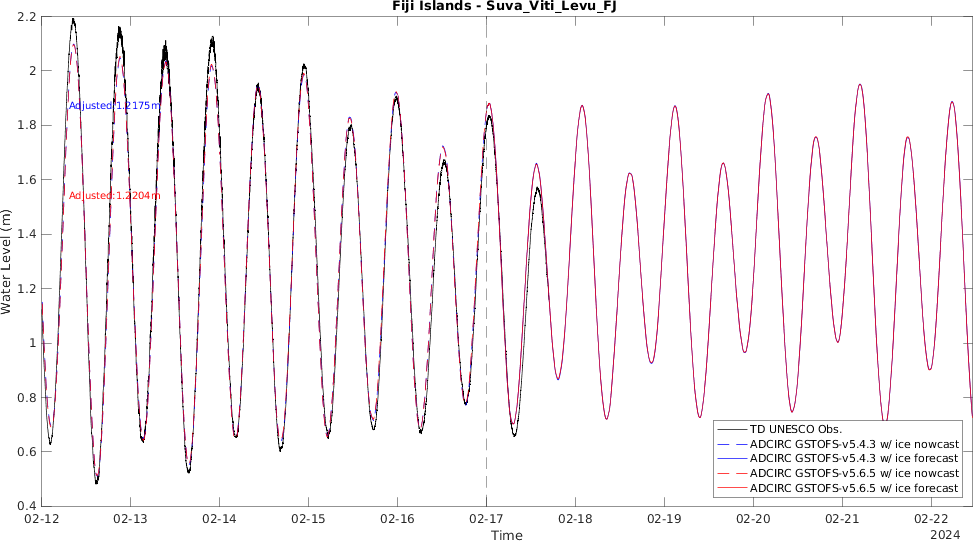 Fiji Islands - Suva_Viti_Levu_FJ
2.2
2
1.8
1.6
1.4
1.2
1
0.8
0.6
0.4
Water Level (m)
Adjusted:1.2175m
Adjusted:1.2204m
TD UNESCO Obs.
ADCIRC GSTOFS-v5.4.3 w/ ice nowcast
ADCIRC GSTOFS-v5.4.3 w/ ice forecast
ADCIRC GSTOFS-v5.6.5 w/ ice nowcast
ADCIRC GSTOFS-v5.6.5 w/ ice forecast
02-12 02-13 02-14 02-15 02-16 02-17 02-18 02-19 02-20 02-21 02-22
Time
2024